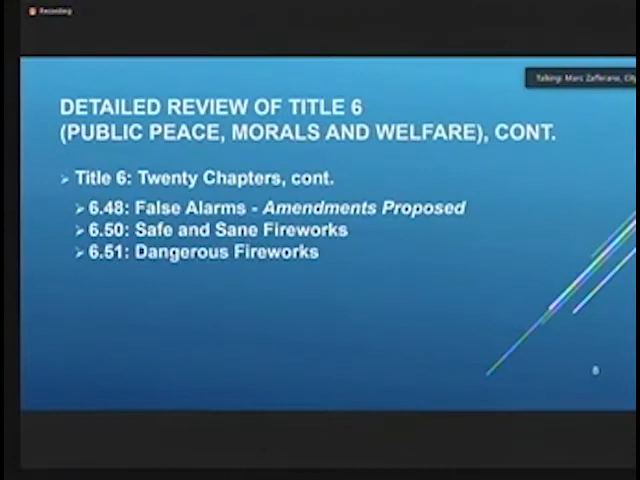 Recording
Talking: Marc Zafferano, City
DETAILED REVIEW OF TITLE 6
(PUBLIC PEACE, MORALS AND WELFARE), CONT.
Title 6: Twenty Chapters, cont.
6.48: False Alarms - Amendments Proposed
6.50: Safe and Sane Fireworks
6.51: Dangerous Fireworks